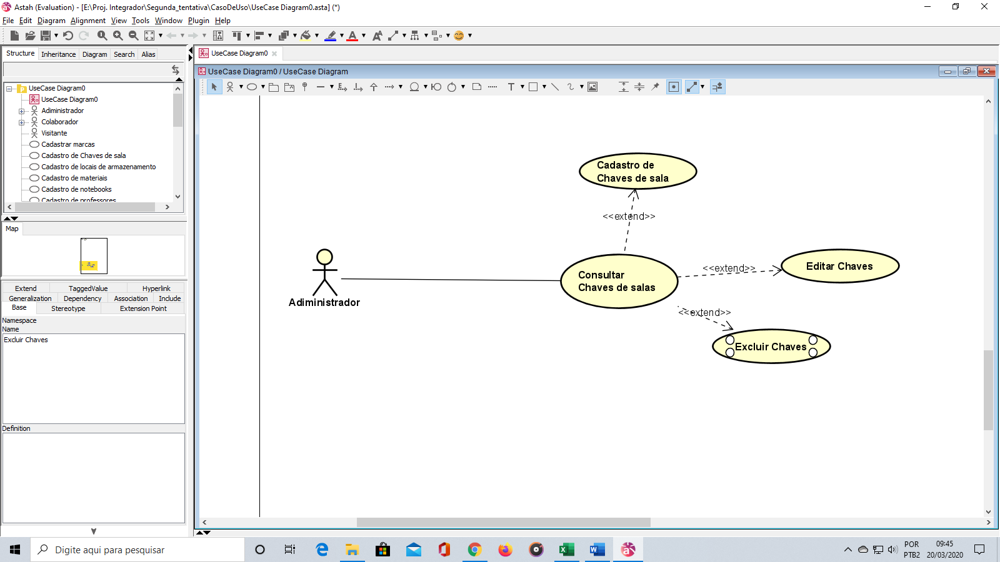 Astah (Evaluation) - [E:\Proj. Integrador\Segunda_tentativa\CasoDeUso\UseCase Diagram0.asta] (*)
File Edit Diagram Alignment View Tools Window Plugin Help
Structure Inheritance Diagram Search Alias
UseCase Diagram0
UseCase Diagram0
Adiministrador
Colaborador
Visitante
Cadastrar marcas
Cadastro de Chaves de sala
Cadastro de locais de armazenamento
Cadastro de materiais
Cadastro de notebooks
Cadastro de professores
Map
Extend TaggedValue Hyperlink
Generalization Dependency Association Include
Base Stereotype Extension Point
Namespace
Name
Excluir Chaves
Definition
UseCase Diagram0
UseCase Diagram0 / UseCase Diagram
Cadastro de
Chaves de sala
<<extend>>
Adiministrador
Consultar
Chaves de salas
<<extend>>
Editar Chaves
<<extend>>
Excluir Chaves
Digite aqui para pesquisar
POR
PTB2
09:45
20/03/2020